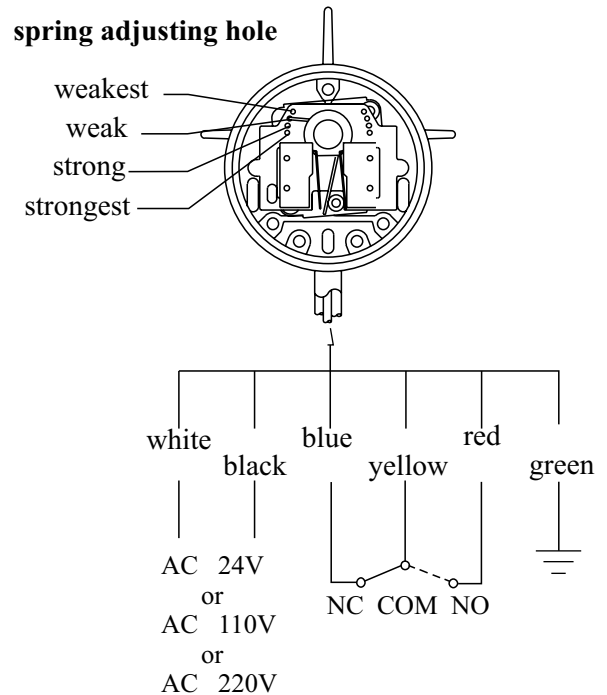 spring adjusting hole
weakest
weak
strong
strongest
white
black
blue
yellow
red
green
AC 24V
or
AC 110V
or
AC 220V
NC COM NO